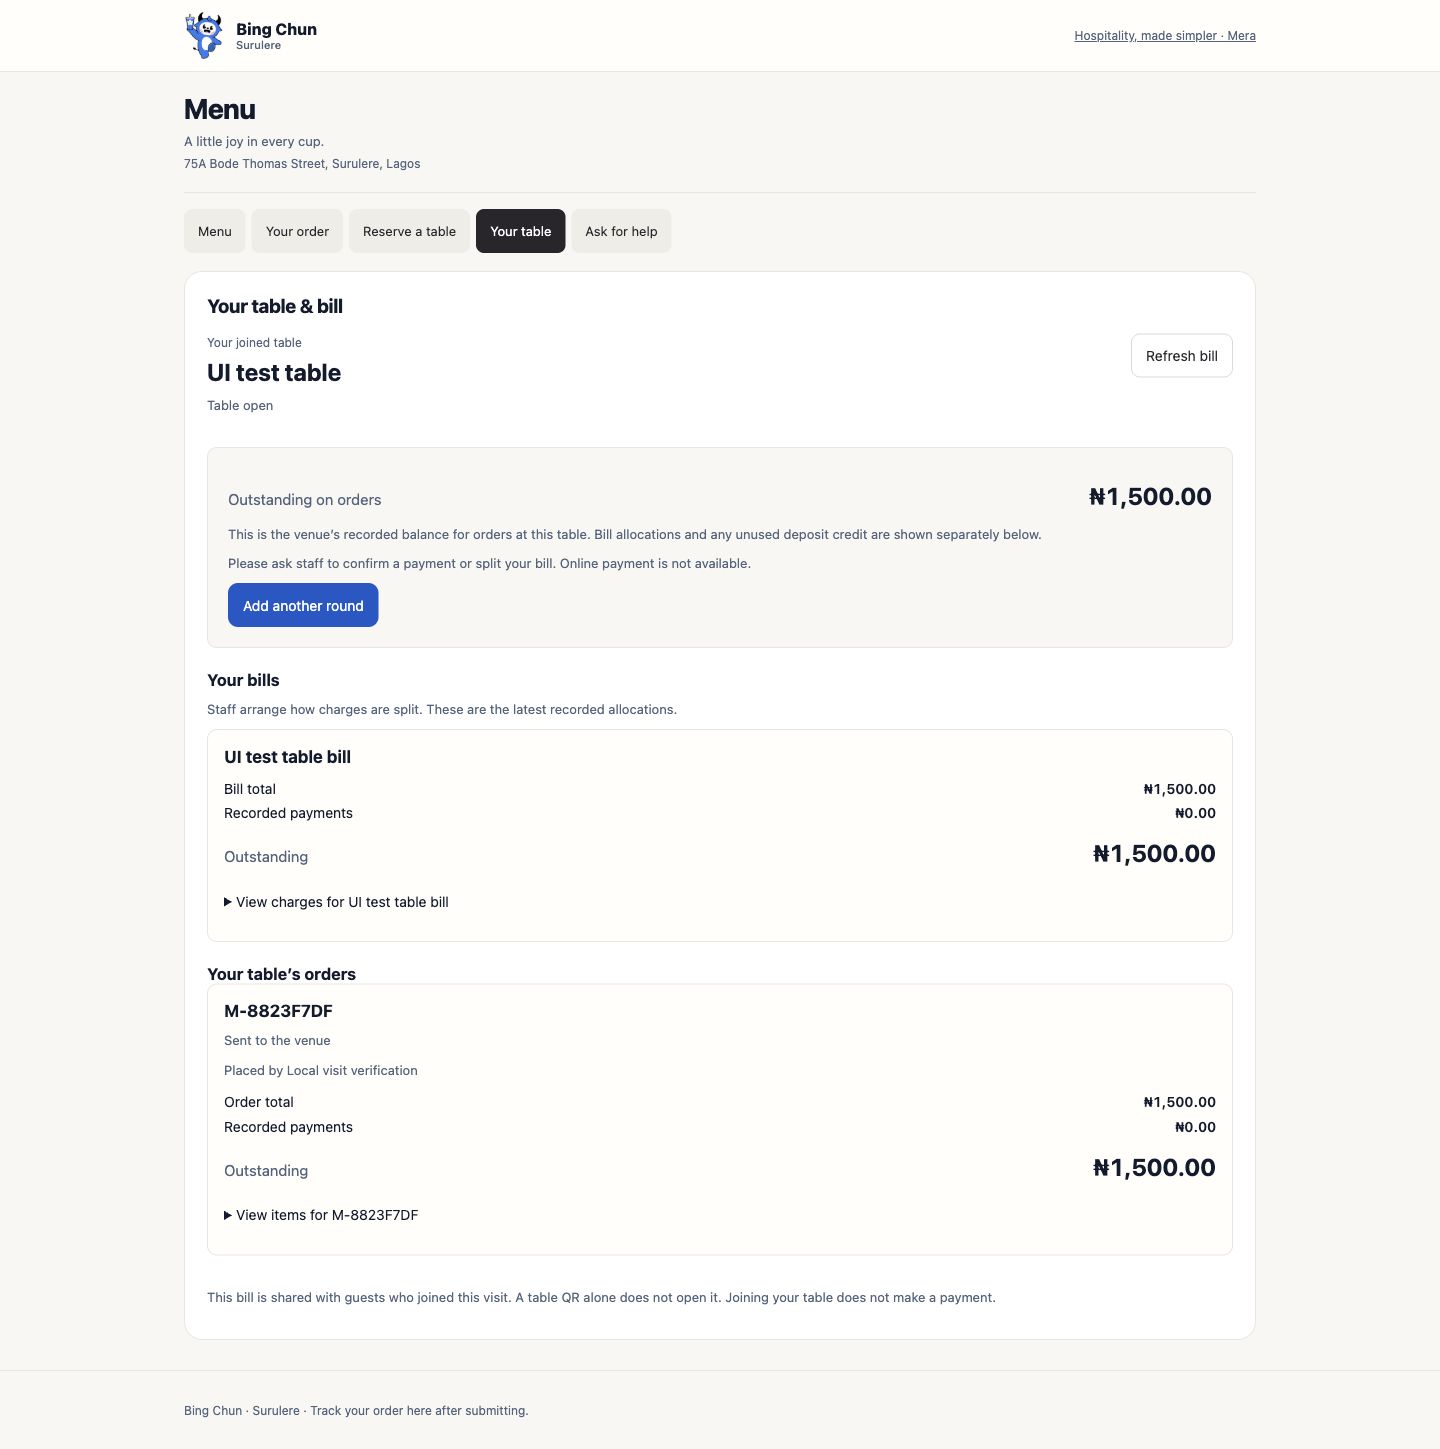 Bing Chun
Surulere
Hospitality, made simpler · Mera
Menu
A little joy in every cup.
75A Bode Thomas Street, Surulere, Lagos
Menu
Your order
Reserve a table
Your table
Ask for help
Your table & bill
Your joined table
Refresh bill
UI test table
Table open
Outstanding on orders
₦1,500.00
This is the venue’s recorded balance for orders at this table. Bill allocations and any unused deposit credit are shown separately below.
Please ask staff to confirm a payment or split your bill. Online payment is not available.
Add another round
Your bills
Staff arrange how charges are split. These are the latest recorded allocations.
UI test table bill
Bill total ₦1,500.00
Recorded payments ₦0.00
Outstanding ₦1,500.00
View charges for UI test table bill
Your table’s orders
M-8823F7DF
Sent to the venue
Placed by Local visit verification
Order total ₦1,500.00
Recorded payments ₦0.00
Outstanding ₦1,500.00
View items for M-8823F7DF
This bill is shared with guests who joined this visit. A table QR alone does not open it. Joining your table does not make a payment.
Bing Chun · Surulere · Track your order here after submitting.